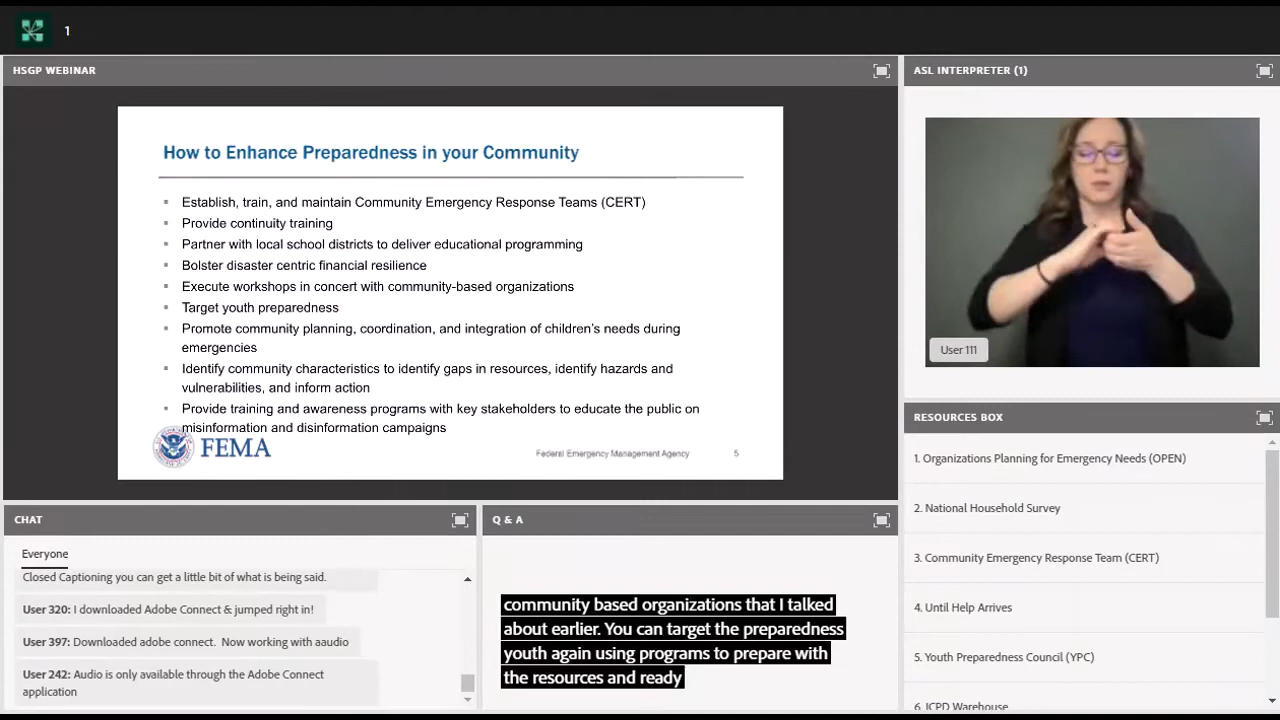 1
HSGP WEBINAR
How to Enhance Preparedness in your Community
Establish, train, and maintain Community Emergency Response Teams (CERT)
Provide continuity training
Partner with local school districts to deliver educational programming
Bolster disaster centric financial resilience
Execute workshops in concert with community-based organizations
Target youth preparedness
Promote community planning, coordination, and integration of children's needs during
emergencies
Identify community characteristics to identify gaps in resources, identify hazards and
vulnerabilities, and inform action
Provide training and awareness programs with key stakeholders to educate the public on
misinformation and disinformation campaigns
FEMA
Federal Emergency Management Agency
5
ASL INTERPRETER (1)
User 111
RESOURCES BOX
1. Organizations Planning for Emergency Needs (OPEN)
2. National Household Survey
3. Community Emergency Response Team (CERT)
4. Until Help Arrives
5. Youth Preparedness Council (YPC)
6. ICPD Warehouse
CHAT
Everyone
Closed Captioning you can get a little bit of what is being said.
User 320: I downloaded Adobe Connect & jumped right in!
User 397: Downloaded adobe connect. Now working with aaudio
User 242: Audio is only available through the Adobe Connect
application
Q & A
community based organizations that I talked
about earlier. You can target the preparedness
youth again using programs to prepare with
the resources and ready